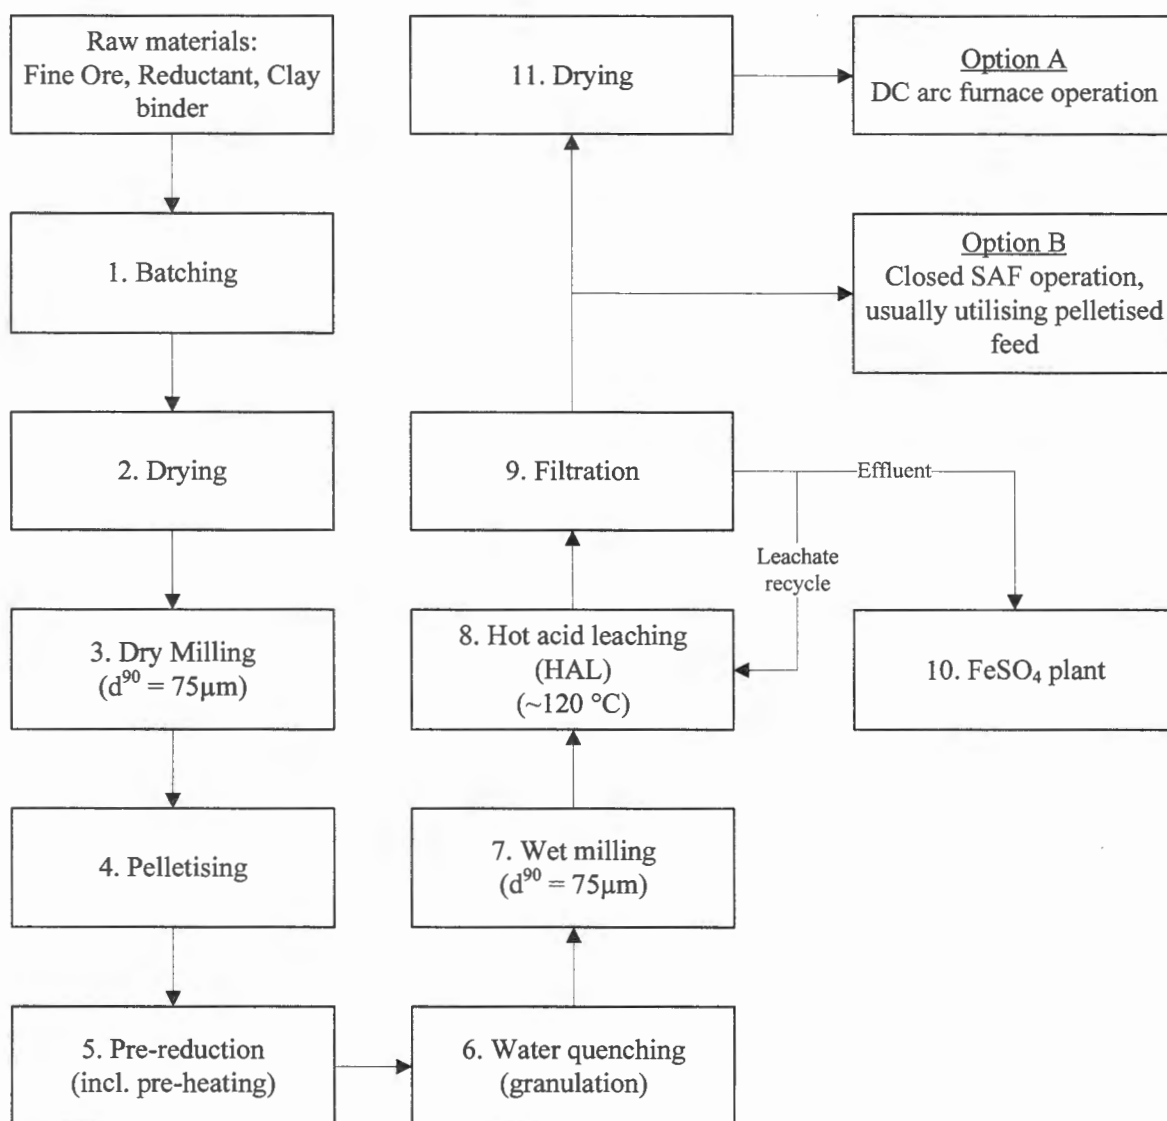 Raw materials:
Fine Ore, Reductant, Clay
binder
1. Batching
2. Drying
3. Dry Milling
(d⁹⁰ = 75μm)
4. Pelletising
5. Pre-reduction
(incl. pre-heating)
6. Water quenching
(granulation)
7. Wet milling
(d⁹⁰ = 75μm)
8. Hot acid leaching
(HAL)
(~120 °C)
9. Filtration
Effluent
Leachate
recycle
10. FeSO₄ plant
11. Drying
Option A
DC arc furnace operation
Option B
Closed SAF operation,
usually utilising pelletised
feed